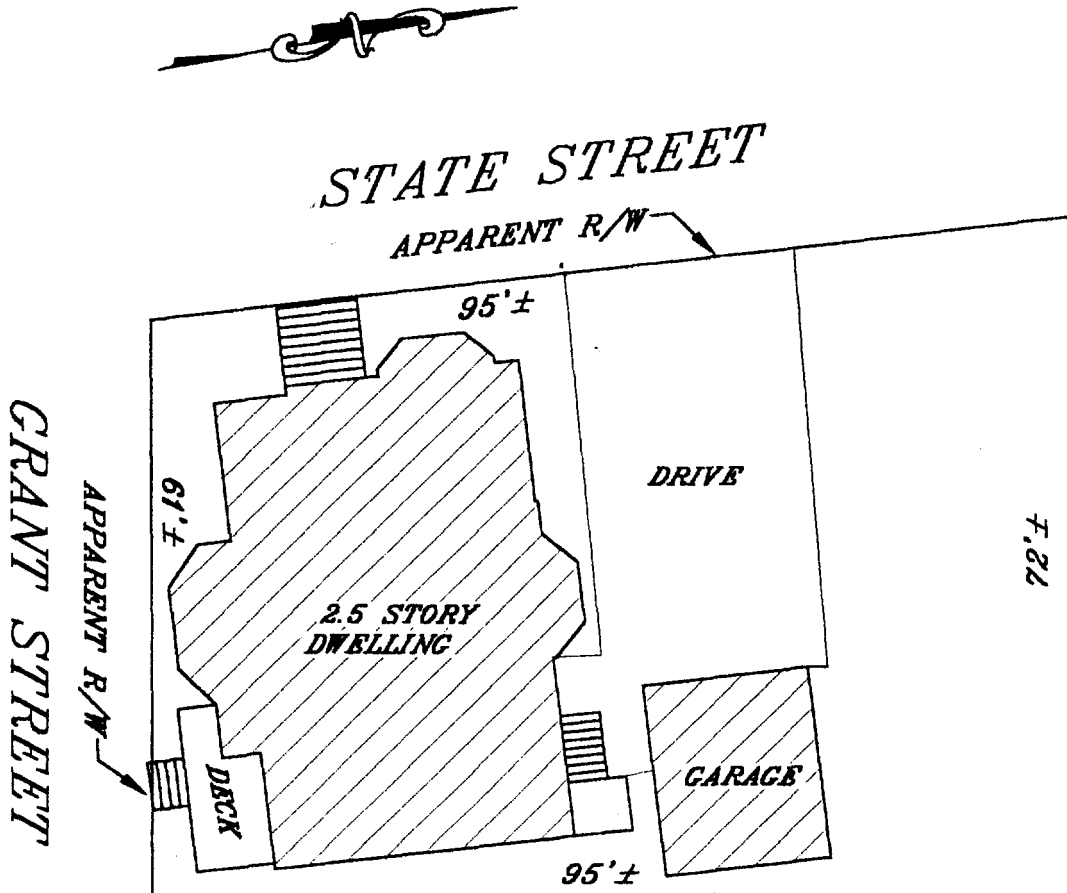 STATE STREET
APPARENT R/W
95'±
DRIVE
61'±
72'±
GRANT STREET
APPARENT R/W
2.5 STORY
DWELLING
DECK
GARAGE
95'±